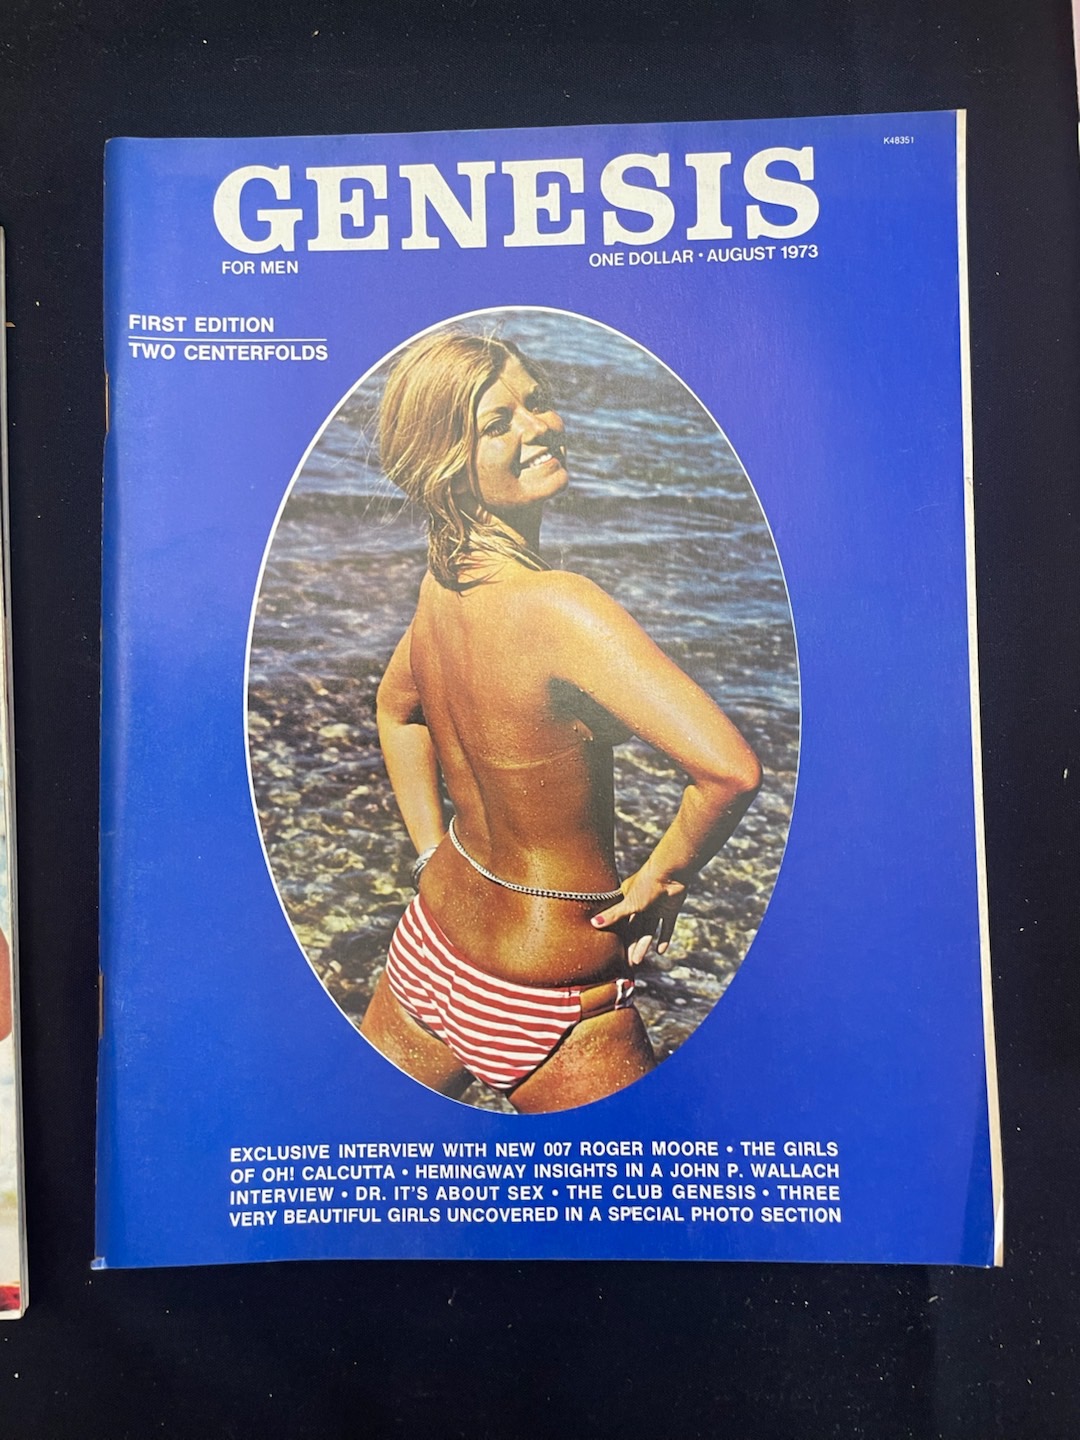 K48351
GENESIS
FOR MEN
ONE DOLLAR • AUGUST 1973
FIRST EDITION
TWO CENTERFOLDS
EXCLUSIVE INTERVIEW WITH NEW 007 ROGER MOORE • THE GIRLS
OF OH! CALCUTTA • HEMINGWAY INSIGHTS IN A JOHN P. WALLACH
INTERVIEW • DR. IT'S ABOUT SEX • THE CLUB GENESIS • THREE
VERY BEAUTIFUL GIRLS UNCOVERED IN A SPECIAL PHOTO SECTION